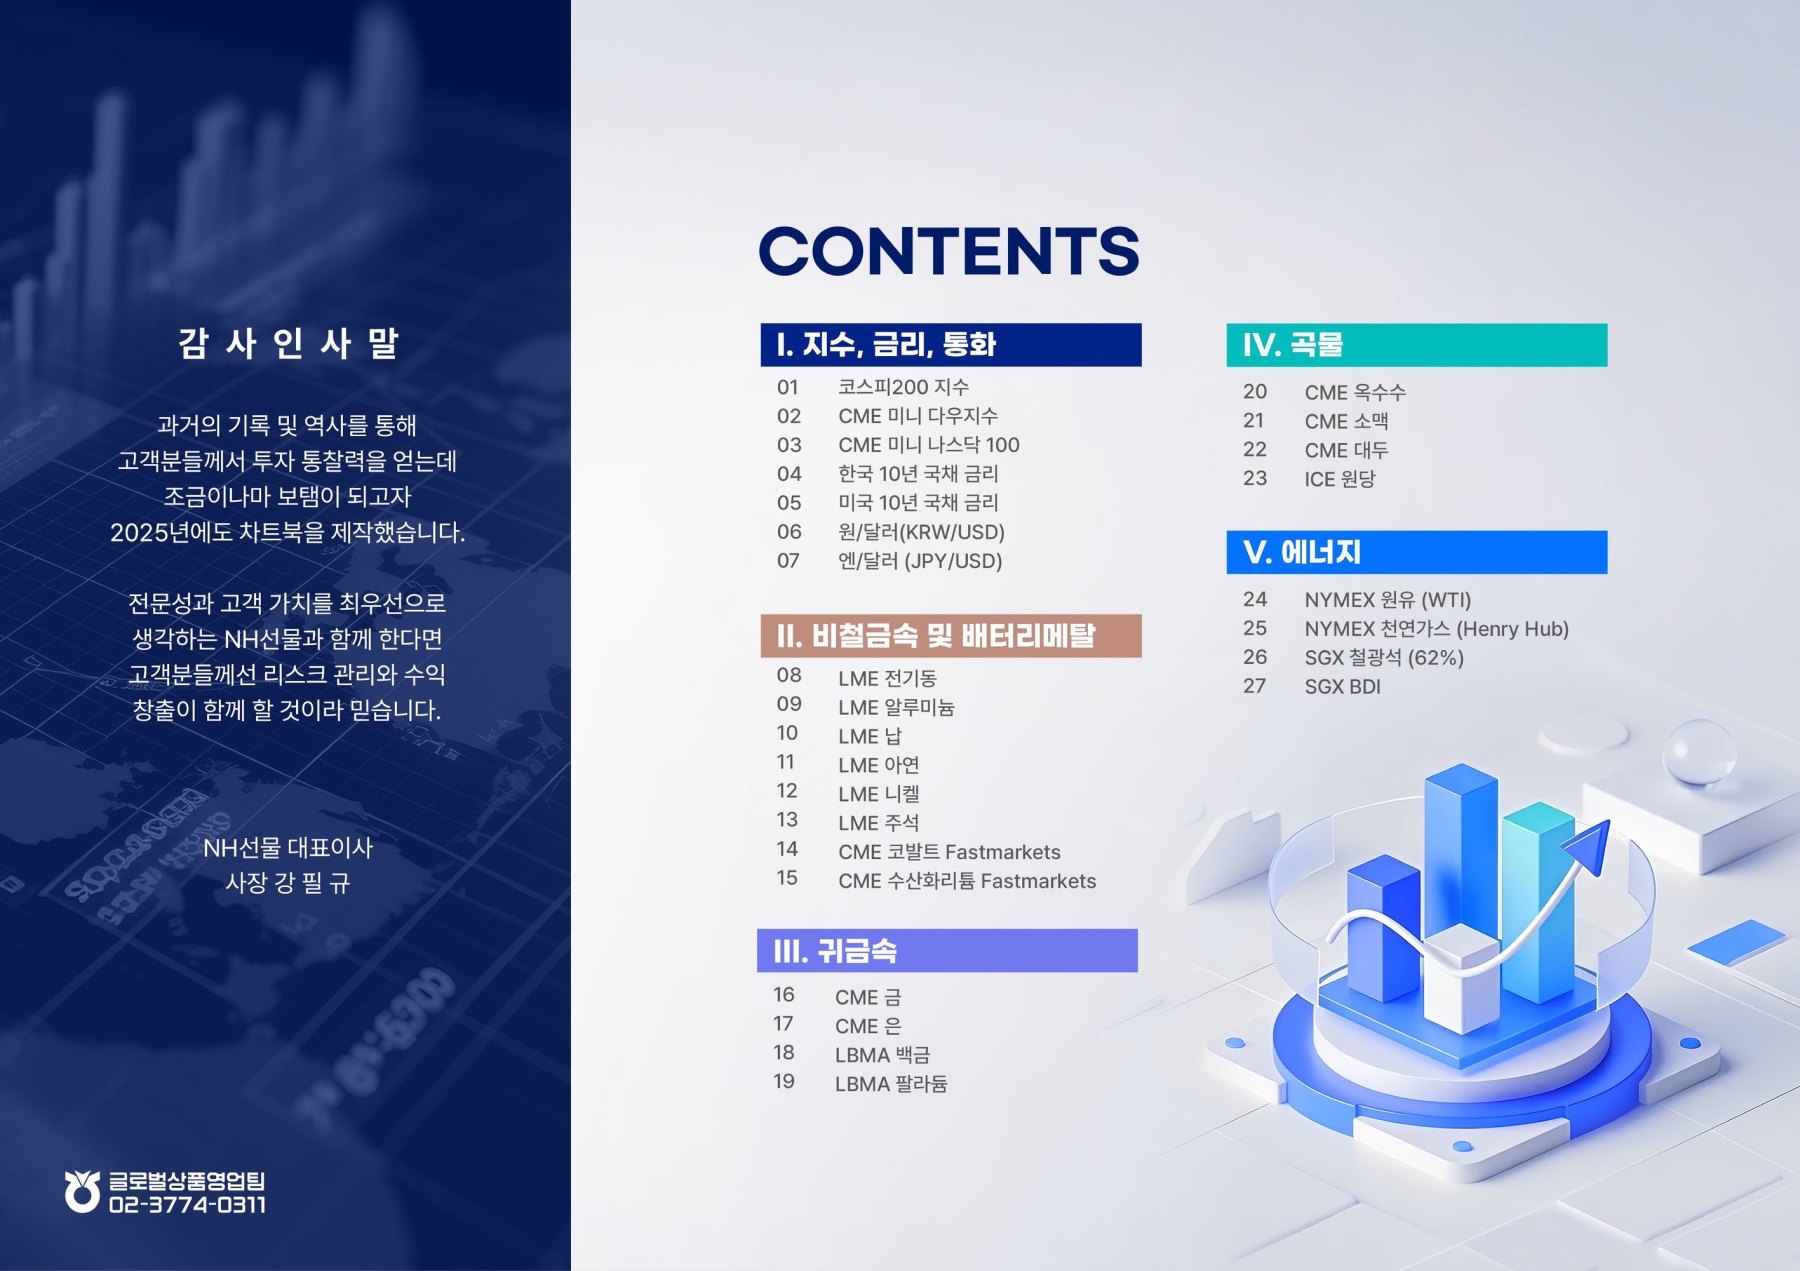 감사인사말
과거의 기록 및 역사를 통해
고객분들께서 투자 통찰력을 얻는데
조금이나마 보탬이 되고자
2025년에도 차트북을 제작했습니다.
전문성과 고객 가치를 최우선으로
생각하는 NH선물과 함께 한다면
고객분들께선 리스크 관리와 수익
창출이 함께 할 것이라 믿습니다.
NH선물 대표이사
사장 강 필 규
글로벌상품영업팀
02-3774-0311
CONTENTS
I. 지수, 금리, 통화
01 코스피200 지수
02 CME 미니 다우지수
03 CME 미니 나스닥 100
04 한국 10년 국채 금리
05 미국 10년 국채 금리
06 원/달러(KRW/USD)
07 엔/달러 (JPY/USD)
II. 비철금속 및 배터리메탈
08 LME 전기동
09 LME 알루미늄
10 LME 납
11 LME 아연
12 LME 니켈
13 LME 주석
14 CME 코발트 Fastmarkets
15 CME 수산화리튬 Fastmarkets
III. 귀금속
16 CME 금
17 CME 은
18 LBMA 백금
19 LBMA 팔라듐
IV. 곡물
20 CME 옥수수
21 CME 소맥
22 CME 대두
23 ICE 원당
V. 에너지
24 NYMEX 원유 (WTI)
25 NYMEX 천연가스 (Henry Hub)
26 SGX 철광석 (62%)
27 SGX BDI